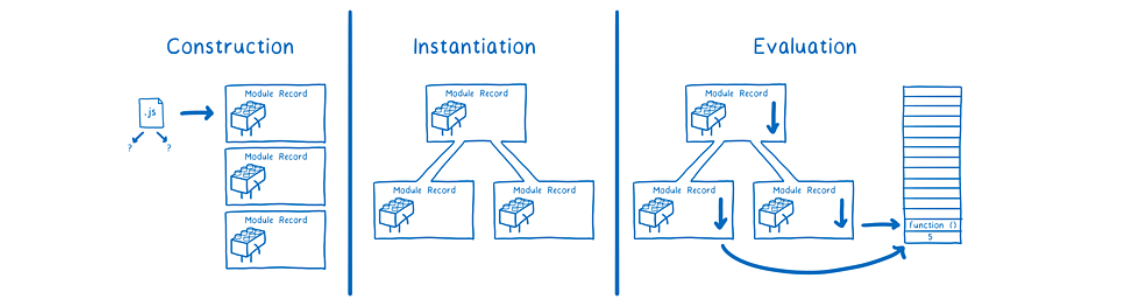 Construction
.js
?
?
Module Record
Module Record
Module Record
Instantiation
Module Record
Module Record
Module Record
Evaluation
Module Record
Module Record
Module Record
function ()
5